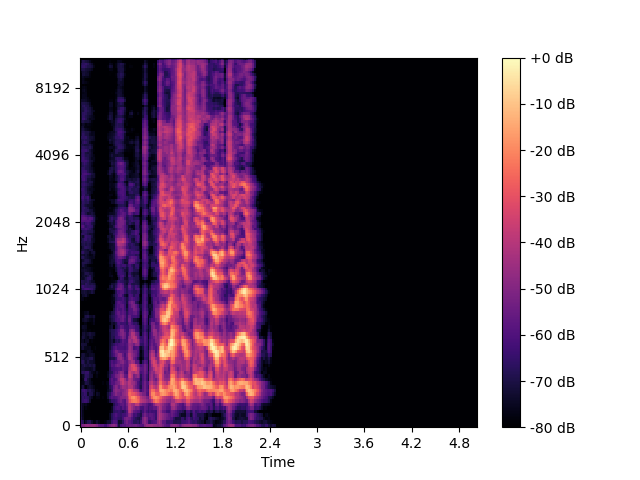 +0 dB
8192
-10 dB
4096
-20 dB
-30 dB
2048
Hz
-40 dB
1024
-50 dB
-60 dB
512
-70 dB
0
-80 dB
0 0.6 1.2 1.8 2.4 3 3.6 4.2 4.8
Time